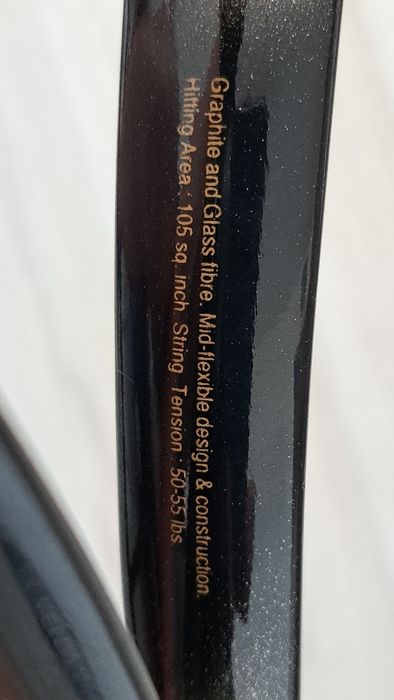 Graphite and Glass fibre. Mid-flexible design & construction.
Hitting Area : 105 sq. inch String Tension : 50-55 lbs